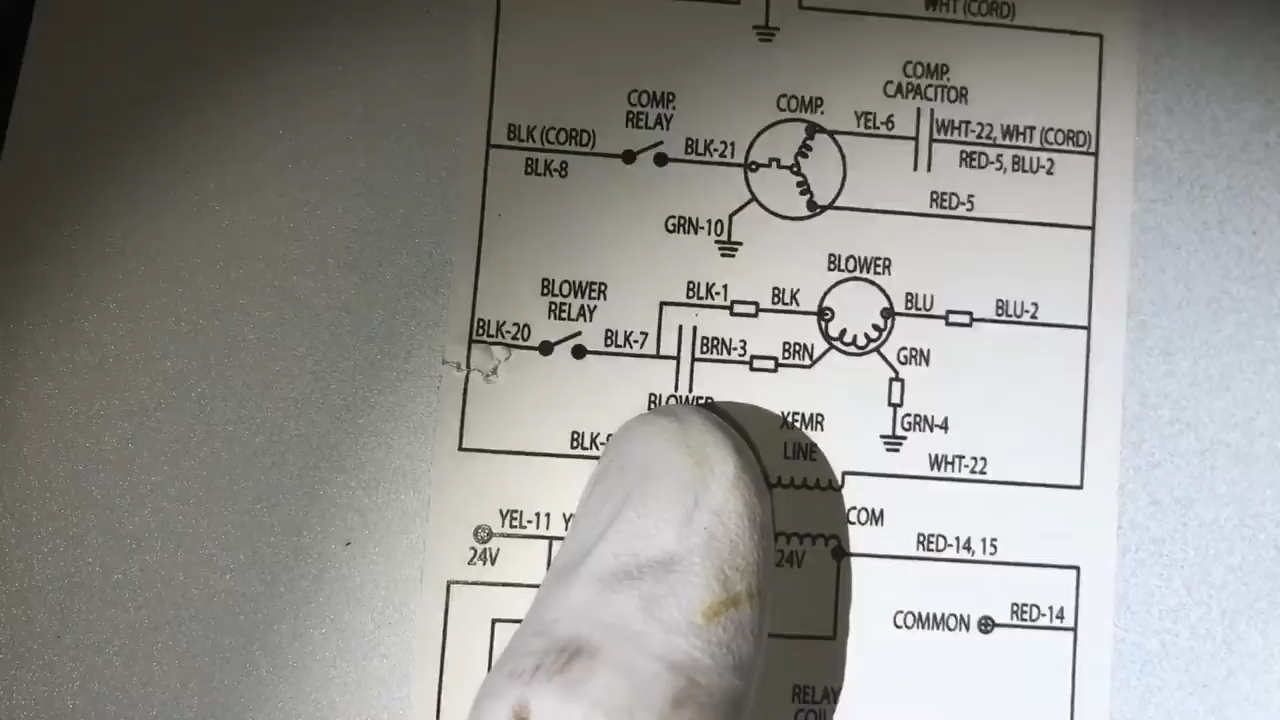 WHT (CORD)
COMP.
CAPACITOR
COMP.
RELAY
COMP.
YEL-6
WHT-22, WHT (CORD)
BLK (CORD)
BLK-21
RED-5, BLU-2
BLK-8
RED-5
GRN-10
BLOWER
BLOWER
RELAY
BLK-1
BLK
BLU
BLU-2
BLK-20
BLK-7
BRN-3
BRN
GRN
BLOWER
XFMR
LINE
GRN-4
WHT-22
YEL-11
COM
24V
24V
RED-14, 15
COMMON
RED-14
RELAY
COIL